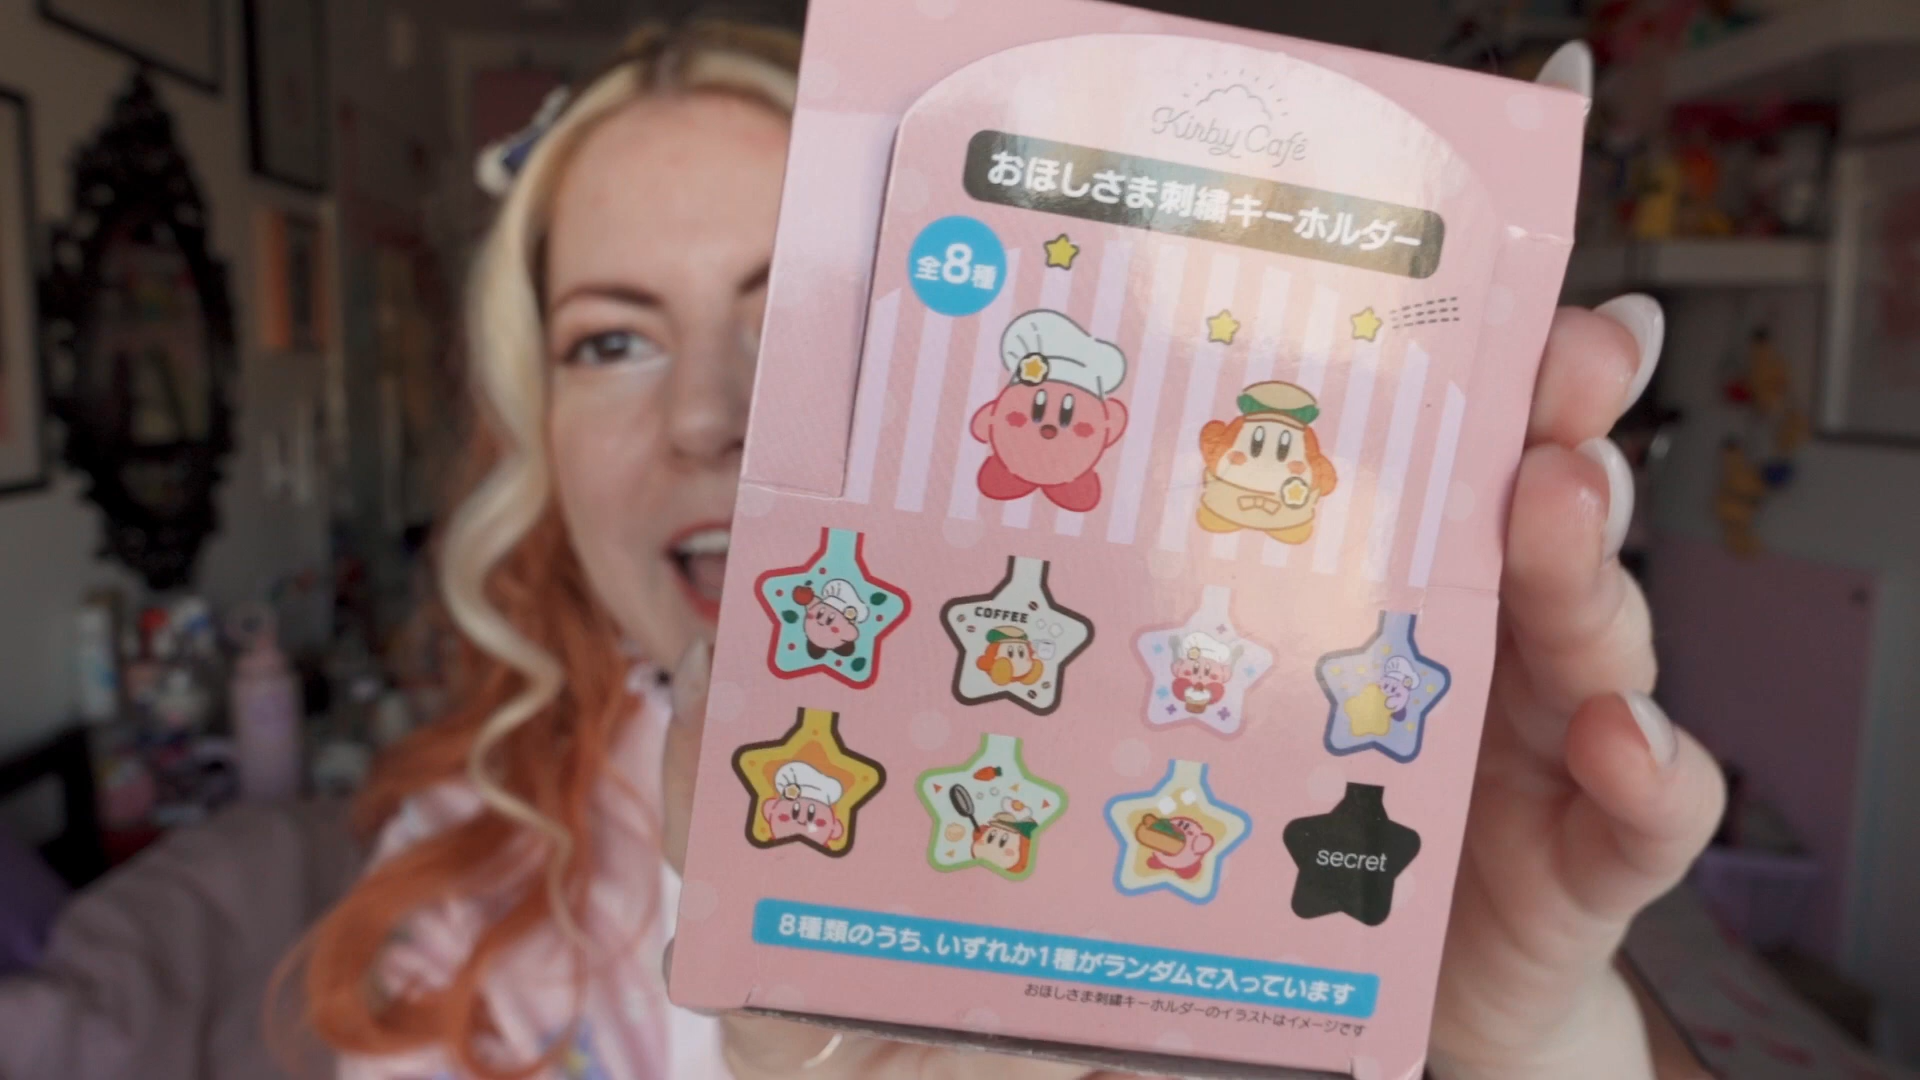 Kirby Café
おほしさま刺繍キーホルダー
全8種
COFFEE
secret
8種類のうち、いずれか1種がランダムで入っています
おほしさま刺繍キーホルダーのイラストはイメージです